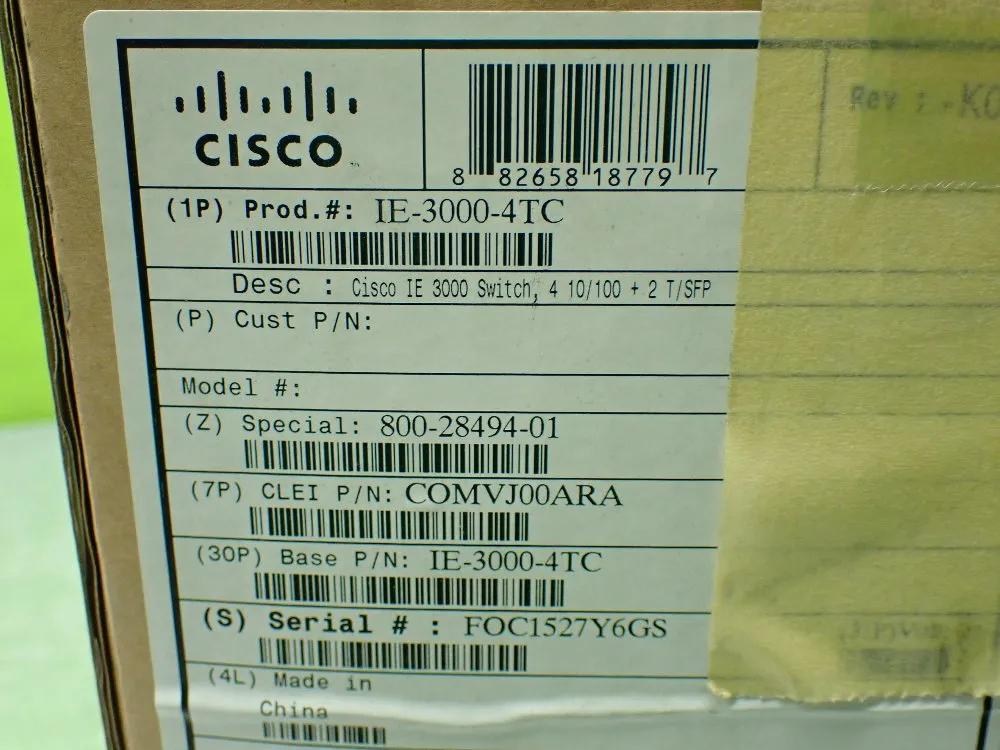 CISCO
8 82658 18779 7
Rev : -K0
(1P) Prod.#: IE-3000-4TC
Desc : Cisco IE 3000 Switch, 4 10/100 + 2 T/SFP
(P) Cust P/N:
Model #:
(Z) Special: 800-28494-01
(7P) CLEI P/N: COMVJ00ARA
(30P) Base P/N: IE-3000-4TC
(S) Serial # : FOC1527Y6GS
(4L) Made in
China